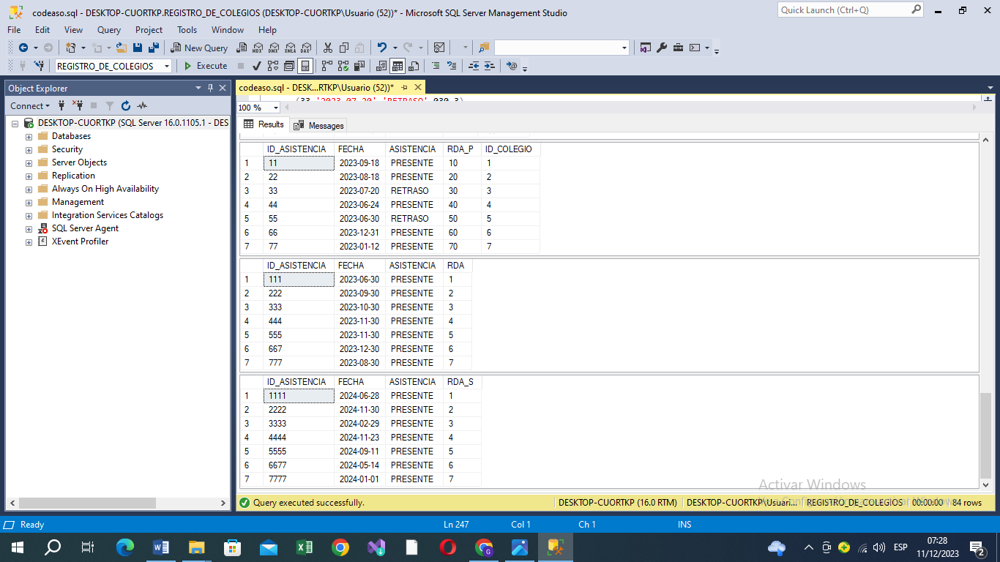 codeaso.sql - DESKTOP-CUORTKP.REGISTRO_DE_COLEGIOS (DESKTOP-CUORTKP\Usuario (52))* - Microsoft SQL Server Management Studio
Quick Launch (Ctrl+Q)
File Edit View Query Project Tools Window Help
New Query MDX DMX XMLA DAX
REGISTRO_DE_COLEGIOS Execute
Object Explorer
codeaso.sql - DESK...RTKP\Usuario (52))*
Connect
(33,'2023-07-20','RETRASO',030,3)
100 %
DESKTOP-CUORTKP (SQL Server 16.0.1105.1 - DES
Databases
Security
Server Objects
Replication
Always On High Availability
Management
Integration Services Catalogs
SQL Server Agent
XEvent Profiler
Results Messages
ID_ASISTENCIA FECHA ASISTENCIA RDA_P ID_COLEGIO
1 11 2023-09-18 PRESENTE 10 1
2 22 2023-08-18 PRESENTE 20 2
3 33 2023-07-20 RETRASO 30 3
4 44 2023-06-24 PRESENTE 40 4
5 55 2023-06-30 RETRASO 50 5
6 66 2023-12-31 PRESENTE 60 6
7 77 2023-01-12 PRESENTE 70 7
ID_ASISTENCIA FECHA ASISTENCIA RDA
1 111 2023-06-30 PRESENTE 1
2 222 2023-09-30 PRESENTE 2
3 333 2023-10-30 PRESENTE 3
4 444 2023-11-30 PRESENTE 4
5 555 2023-11-30 PRESENTE 5
6 667 2023-12-30 PRESENTE 6
7 777 2023-08-30 PRESENTE 7
ID_ASISTENCIA FECHA ASISTENCIA RDA_S
1 1111 2024-06-28 PRESENTE 1
2 2222 2024-11-30 PRESENTE 2
3 3333 2024-02-29 PRESENTE 3
4 4444 2024-11-23 PRESENTE 4
5 5555 2024-09-11 PRESENTE 5
6 6677 2024-05-14 PRESENTE 6
7 7777 2024-01-01 PRESENTE 7
Activar Windows
Query executed successfully. DESKTOP-CUORTKP (16.0 RTM) DESKTOP-CUORTKP\Usuari... REGISTRO_DE_COLEGIOS 00:00:00 84 rows
Ready Ln 247 Col 1 Ch 1 INS
ESP
07:28
11/12/2023
2